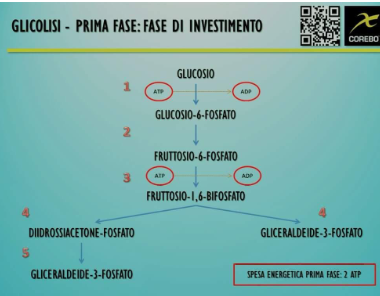 GLICOLISI - PRIMA FASE: FASE DI INVESTIMENTO
COREBO
GLUCOSIO
1
ATP
ADP
GLUCOSIO-6-FOSFATO
2
FRUTTOSIO-6-FOSFATO
3
ATP
ADP
FRUTTOSIO-1,6-BIFOSFATO
4
4
DIIDROSSIACETONE-FOSFATO
GLICERALDEIDE-3-FOSFATO
5
GLICERALDEIDE-3-FOSFATO
SPESA ENERGETICA PRIMA FASE: 2 ATP